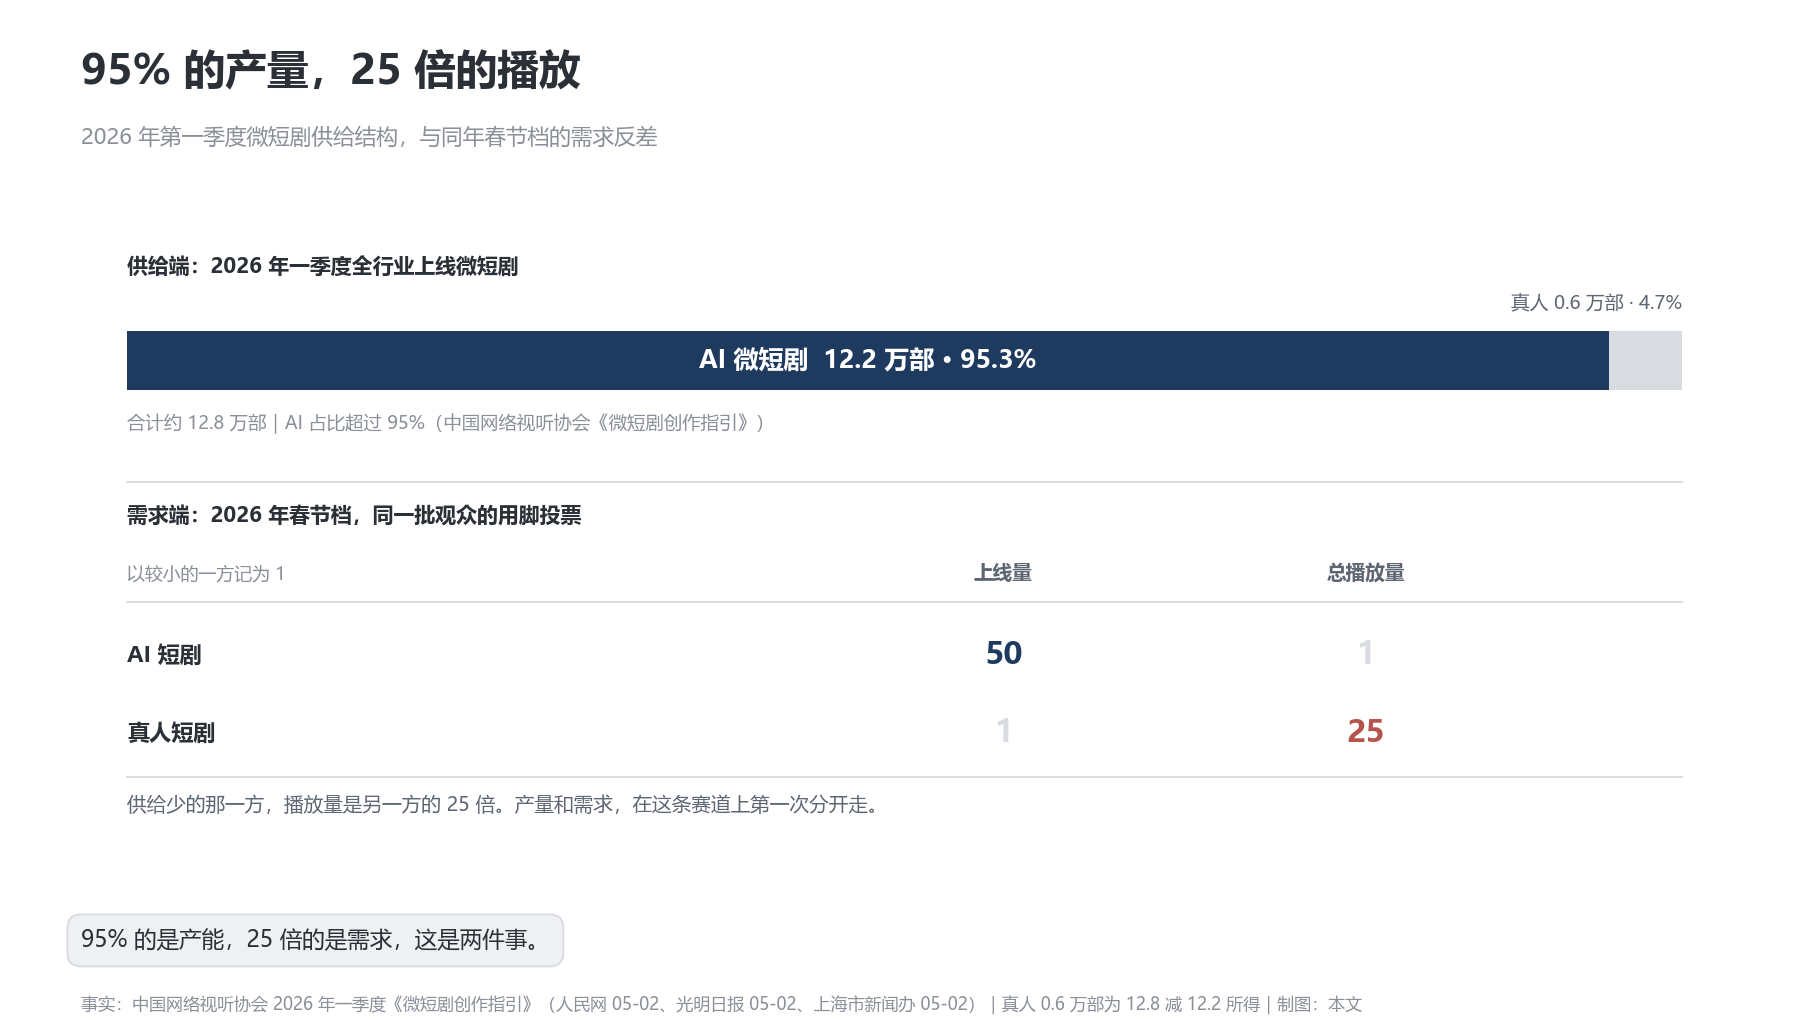 95% 的产量，25 倍的播放
2026 年第一季度微短剧供给结构，与同年春节档的需求反差
供给端：2026 年一季度全行业上线微短剧
真人 0.6 万部 · 4.7%
AI 微短剧 12.2 万部 • 95.3%
合计约 12.8 万部 | AI 占比超过 95%（中国网络视听协会《微短剧创作指引》）
需求端：2026 年春节档，同一批观众的用脚投票
以较小的一方记为 1 上线量 总播放量
AI 短剧 50 1
真人短剧 1 25
供给少的那一方，播放量是另一方的 25 倍。产量和需求，在这条赛道上第一次分开走。
95% 的是产能，25 倍的是需求，这是两件事。
事实：中国网络视听协会 2026 年一季度《微短剧创作指引》（人民网 05-02、光明日报 05-02、上海市新闻办 05-02） | 真人 0.6 万部为 12.8 减 12.2 所得 | 制图：本文